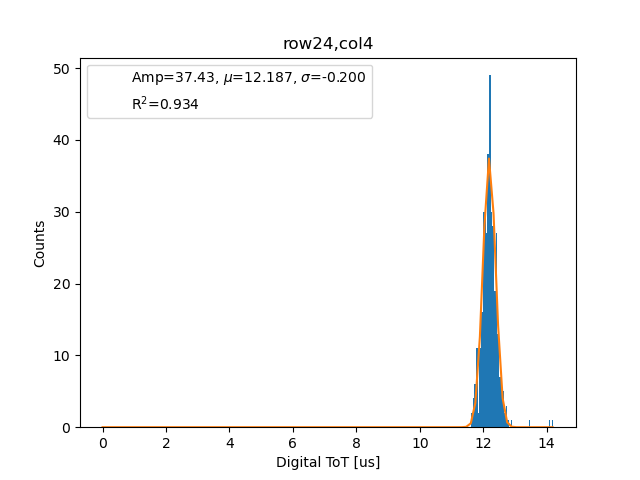 row24,col4
Amp=37.43, μ=12.187, σ=-0.200
R²=0.934
50
40
30
20
10
0
Counts
0 2 4 6 8 10 12 14
Digital ToT [us]